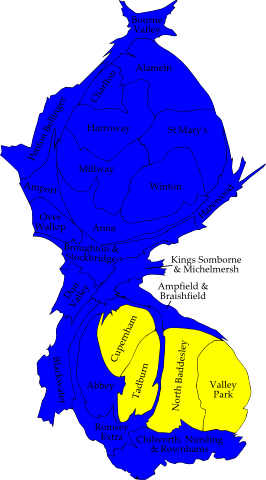 Bourne
Valley
Alamein
Charlton
Penton Bellinger
Harroway
St Mary's
Millway
Winton
Amport
Harewood
Over
Wallop
Anna
Broughton &
Stockbridge
Kings Somborne
& Michelmersh
Dun
Valley
Ampfield &
Braishfield
Cupernham
Tadburn
North Baddesley
Valley
Park
Blackwater
Abbey
Romsey
Extra
Chilworth, Nursling
& Rownhams